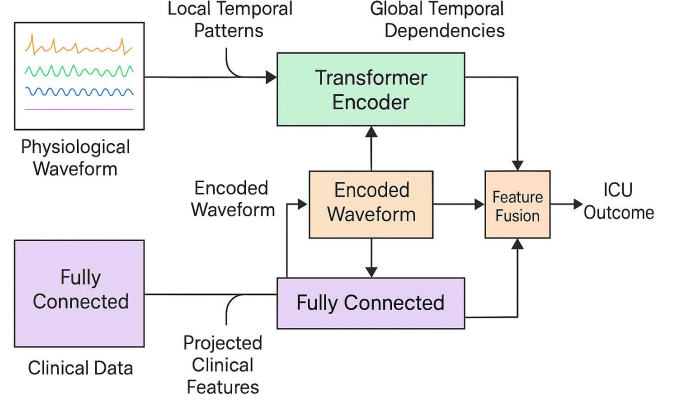 Local Temporal
Patterns
Global Temporal
Dependencies
Transformer
Encoder
Physiological
Waveform
Encoded
Waveform
Encoded
Waveform
Feature
Fusion
ICU
Outcome
Fully
Connected
Fully Connected
Clinical Data
Projected
Clinical
Features